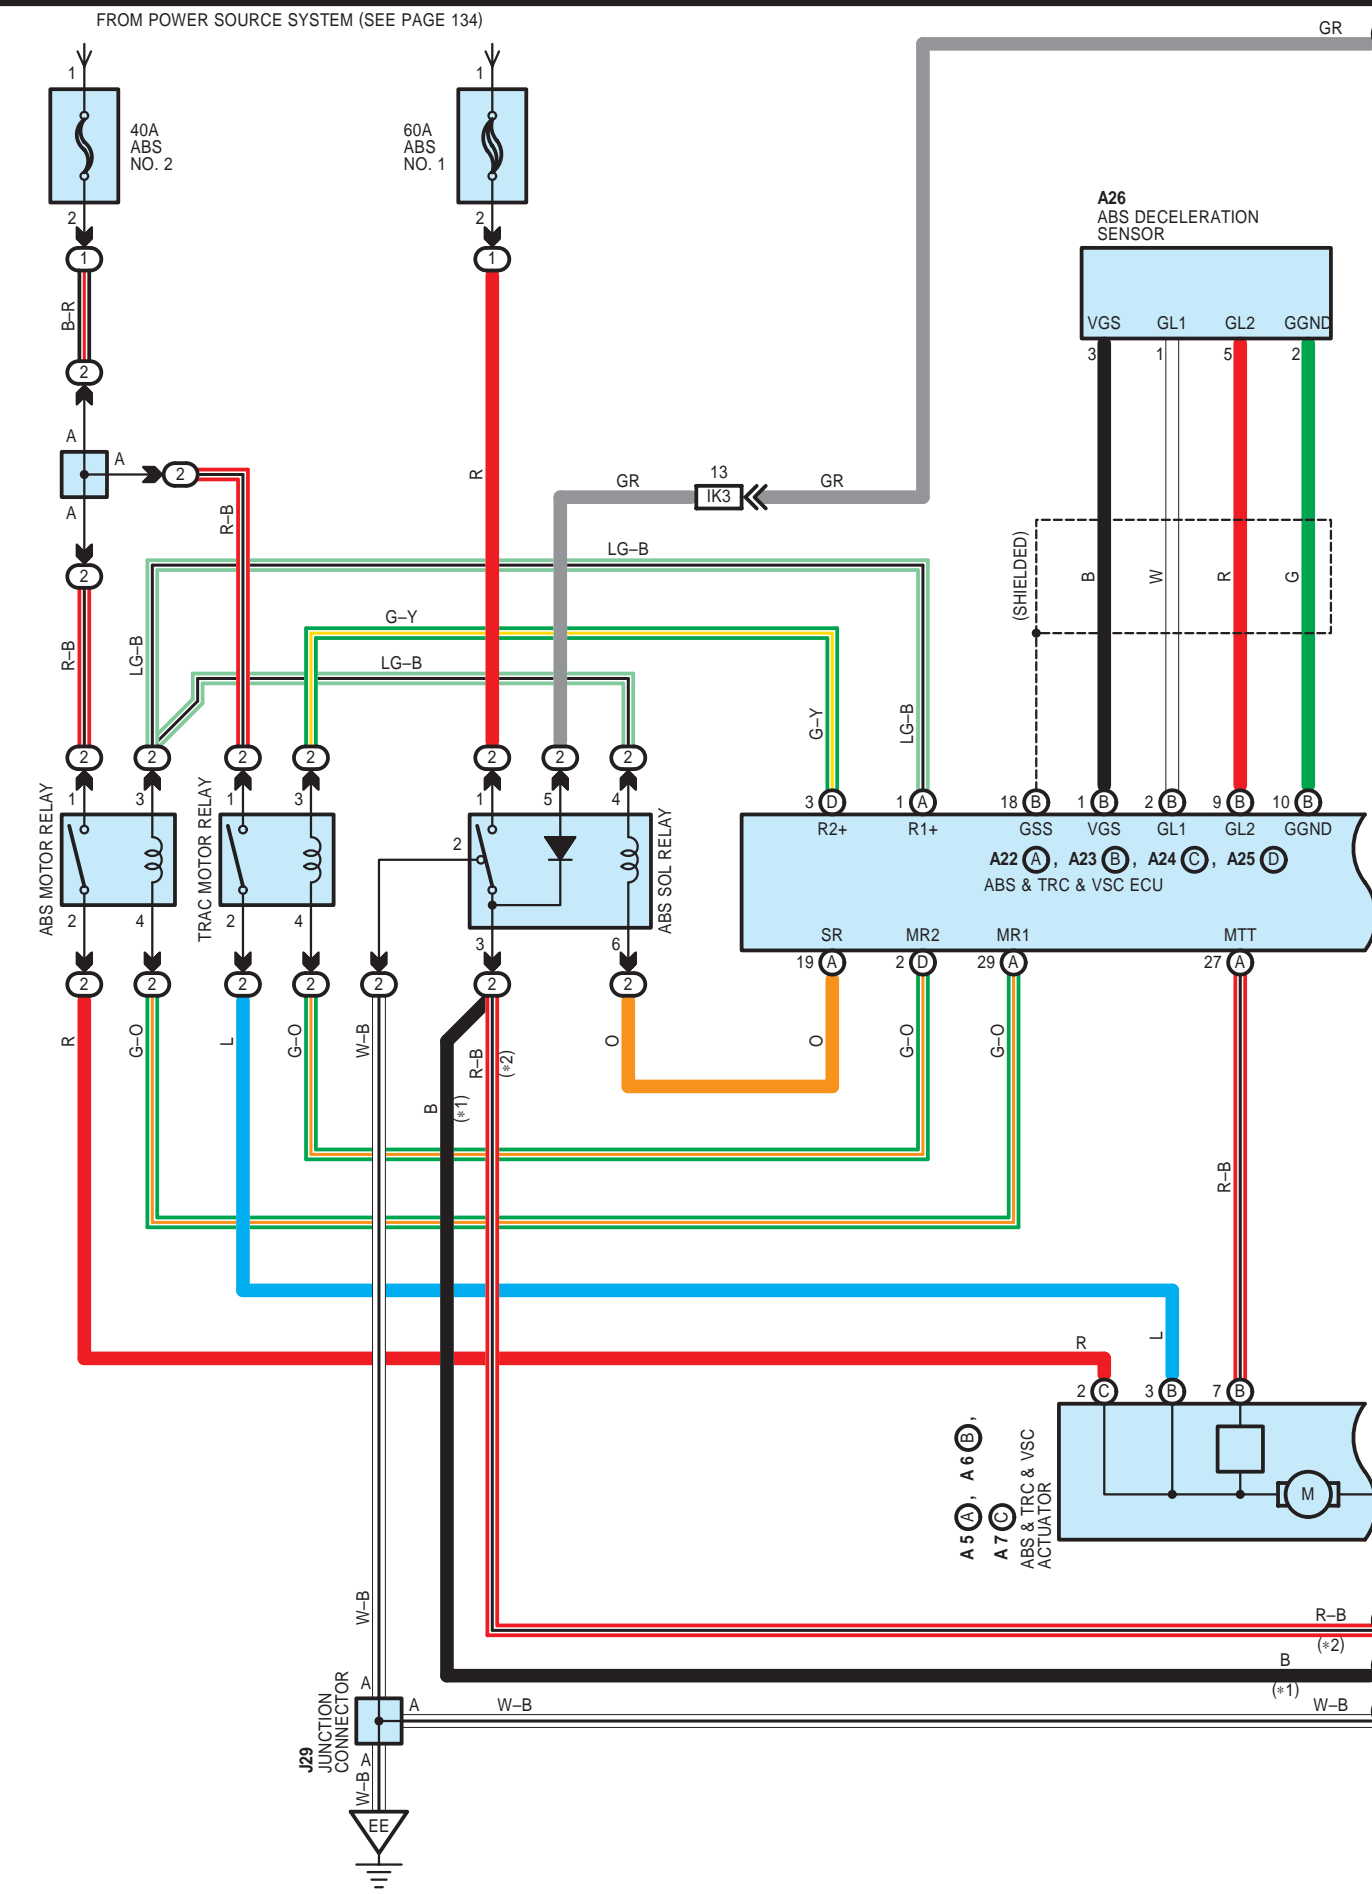 FROM POWER SOURCE SYSTEM (SEE PAGE 134)
GR
1
1
40A
ABS
NO. 2
60A
ABS
NO. 1
2
2
1
1
A26
ABS DECELERATION
SENSOR
VGS GL1 GL2 GGND
3 1 5 2
B–R
2
A
A
2
A
R
R–B
GR
13
IK3
GR
2
LG–B
(SHIELDED)
B
W
R
G
G–Y
R–B
LG–B
LG–B
G–Y
LG–B
2 2 2 2 2 2 2
1 3 1 3 1 5 4
3 D 1 A 18 B 1 B 2 B 9 B 10 B
R2+ R1+ GSS VGS GL1 GL2 GGND
ABS MOTOR RELAY
TRAC MOTOR RELAY
2
ABS SOL RELAY
A22 A , A23 B , A24 C , A25 D
ABS & TRC & VSC ECU
2 4 2 4 3 6
SR MR2 MR1 MTT
19 A 2 D 29 A 27 A
2 2 2 2 2 2 2
R
G–O
L
G–O
W–B
R–B
(*2)
O
O
G–O
G–O
B
(*1)
R–B
R
L
2 C 3 B 7 B
A 5 A , A 6 B ,
A 7 C
ABS & TRC & VSC
ACTUATOR
M
W–B
R–B
(*2)
B
(*1)
A
A
W–B
W–B
J29
JUNCTION
CONNECTOR
A
W–B
EE